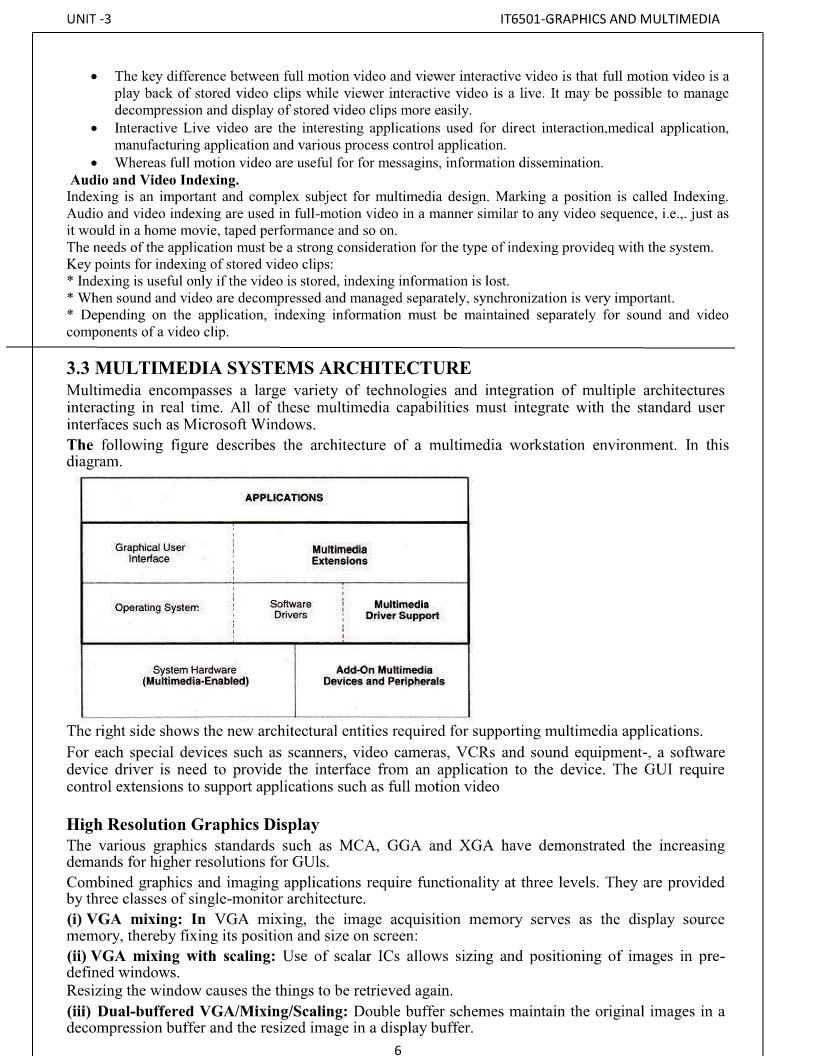 UNIT -3 IT6501-GRAPHICS AND MULTIMEDIA
• The key difference between full motion video and viewer interactive video is that full motion video is a
play back of stored video clips while viewer interactive video is a live. It may be possible to manage
decompression and display of stored video clips more easily.
• Interactive Live video are the interesting applications used for direct interaction,medical application,
manufacturing application and various process control application.
• Whereas full motion video are useful for for messagins, information dissemination.
Audio and Video Indexing.
Indexing is an important and complex subject for multimedia design. Marking a position is called Indexing.
Audio and video indexing are used in full-motion video in a manner similar to any video sequence, i.e.,. just as
it would in a home movie, taped performance and so on.
The needs of the application must be a strong consideration for the type of indexing provideq with the system.
Key points for indexing of stored video clips:
* Indexing is useful only if the video is stored, indexing information is lost.
* When sound and video are decompressed and managed separately, synchronization is very important.
* Depending on the application, indexing information must be maintained separately for sound and video
components of a video clip.
3.3 MULTIMEDIA SYSTEMS ARCHITECTURE
Multimedia encompasses a large variety of technologies and integration of multiple architectures
interacting in real time. All of these multimedia capabilities must integrate with the standard user
interfaces such as Microsoft Windows.
The following figure describes the architecture of a multimedia workstation environment. In this
diagram.
APPLICATIONS
Graphical User
Interface
Multimedia
Extensions
Operating System
Software
Drivers
Multimedia
Driver Support
System Hardware
(Multimedia-Enabled)
Add-On Multimedia
Devices and Peripherals
The right side shows the new architectural entities required for supporting multimedia applications.
For each special devices such as scanners, video cameras, VCRs and sound equipment-, a software
device driver is need to provide the interface from an application to the device. The GUI require
control extensions to support applications such as full motion video
High Resolution Graphics Display
The various graphics standards such as MCA, GGA and XGA have demonstrated the increasing
demands for higher resolutions for GUls.
Combined graphics and imaging applications require functionality at three levels. They are provided
by three classes of single-monitor architecture.
(i) VGA mixing: In VGA mixing, the image acquisition memory serves as the display source
memory, thereby fixing its position and size on screen:
(ii) VGA mixing with scaling: Use of scalar ICs allows sizing and positioning of images in pre-
defined windows.
Resizing the window causes the things to be retrieved again.
(iii) Dual-buffered VGA/Mixing/Scaling: Double buffer schemes maintain the original images in a
decompression buffer and the resized image in a display buffer.
6